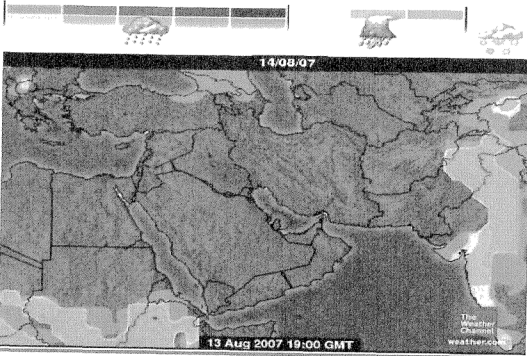 14/08/07
The
Weather
Channel
weather.com
13 Aug 2007 19:00 GMT